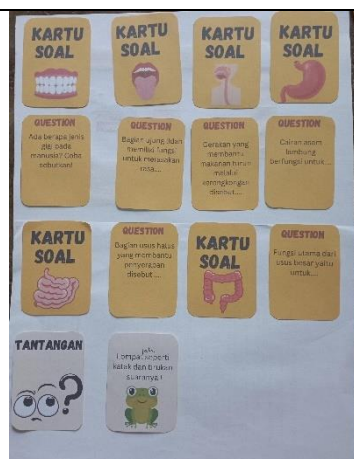 KARTU
SOAL
KARTU
SOAL
KARTU
SOAL
KARTU
SOAL
QUESTION
Ada berapa jenis
gigi pada
manusia? Coba
sebutkan!
QUESTION
Bagian ujung lidah
memiliki fungsi
untuk merasakan
rasa....
QUESTION
Gerakan yang
membantu
makanan turun
melalui
kerongkongan
disebut....
QUESTION
Cairan asam
lambung
berfungsi untuk....
KARTU
SOAL
QUESTION
Bagian usus halus
yang membantu
penyerapan
disebut ....
KARTU
SOAL
QUESTION
Fungsi utama dari
usus besar yaitu
untuk....
TANTANGAN
Lompat seperti
katak dan tirukan
suaranya !